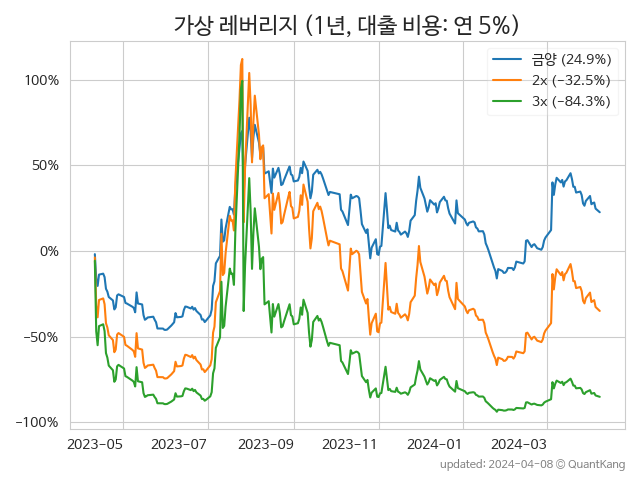 가상 레버리지 (1년, 대출 비용: 연 5%)
금양 (24.9%)
2x (−32.5%)
3x (−84.3%)
100%
50%
0%
−50%
−100%
2023−05
2023−07
2023−09
2023−11
2024−01
2024−03
updated: 2024-04-08 ⓒ QuantKang